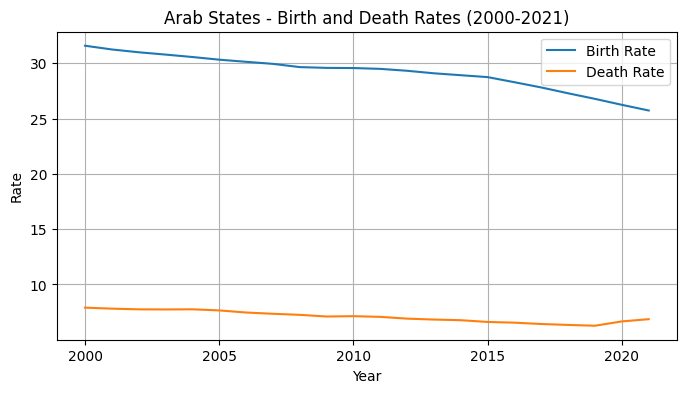 Arab States - Birth and Death Rates (2000-2021)
Birth Rate
Death Rate
30
25
20
15
10
Rate
2000
2005
2010
2015
2020
Year